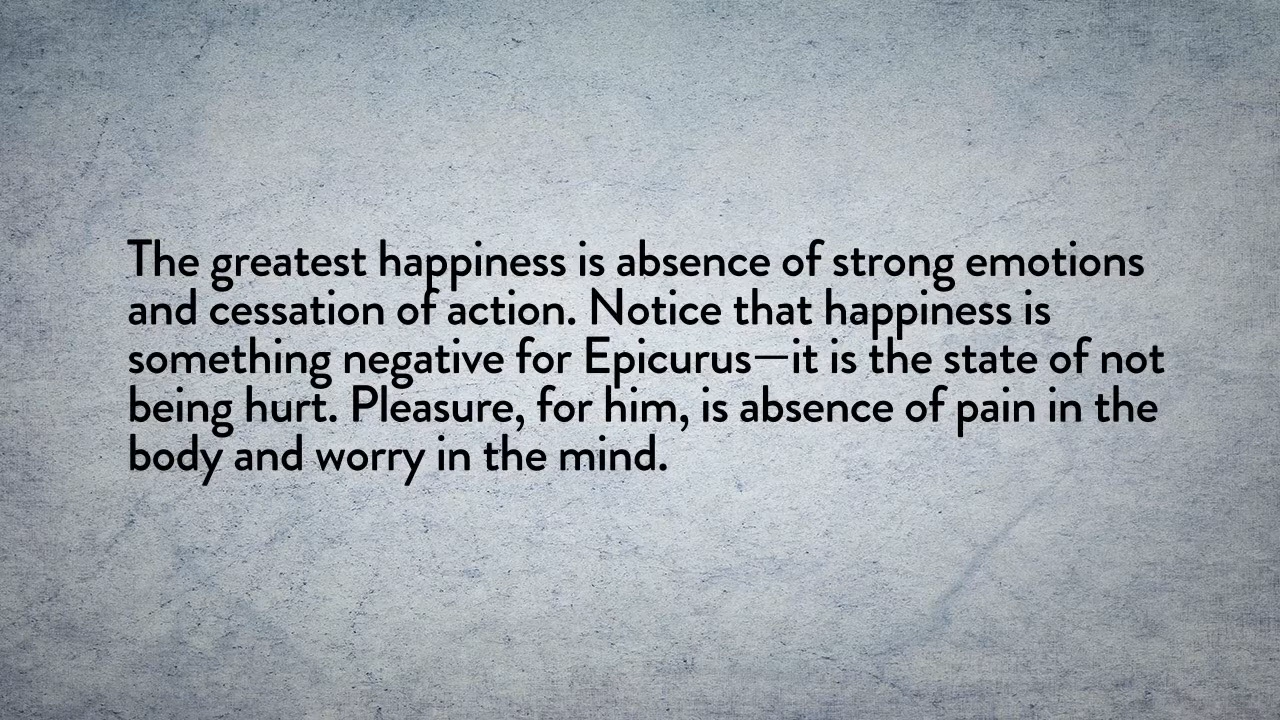 The greatest happiness is absence of strong emotions
and cessation of action. Notice that happiness is
something negative for Epicurus—it is the state of not
being hurt. Pleasure, for him, is absence of pain in the
body and worry in the mind.